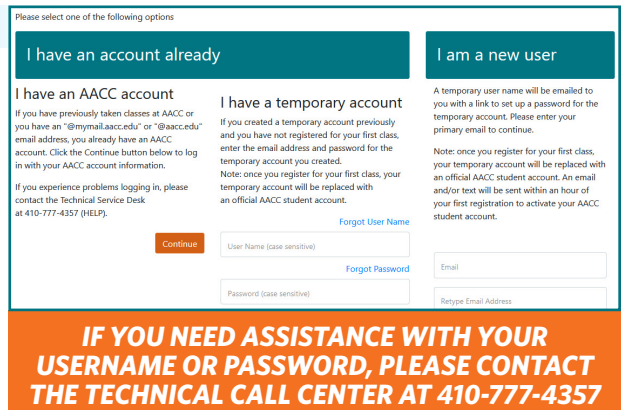 Please select one of the following options
I have an account already
I have an AACC account
If you have previously taken classes at AACC or
you have an "@mymail.aacc.edu" or "@aacc.edu"
email address, you already have an AACC
account. Click the Continue button below to log
in with your AACC account information.
If you experience problems logging in, please
contact the Technical Service Desk
at 410-777-4357 (HELP).
Continue
I have a temporary account
If you created a temporary account previously
and you have not registered for your first class,
enter the email address and password for the
temporary account you created.
Note: once you register for your first class, your
temporary account will be replaced with
an official AACC student account.
Forgot User Name
User Name (case sensitive)
Forgot Password
Password (case sensitive)
I am a new user
A temporary user name will be emailed to
you with a link to set up a password for the
temporary account. Please enter your
primary email to continue.
Note: once you register for your first class,
your temporary account will be replaced with
an official AACC student account. An email
and/or text will be sent within an hour of
your first registration to activate your AACC
student account.
Email
Retype Email Address
IF YOU NEED ASSISTANCE WITH YOUR
USERNAME OR PASSWORD, PLEASE CONTACT
THE TECHNICAL CALL CENTER AT 410-777-4357